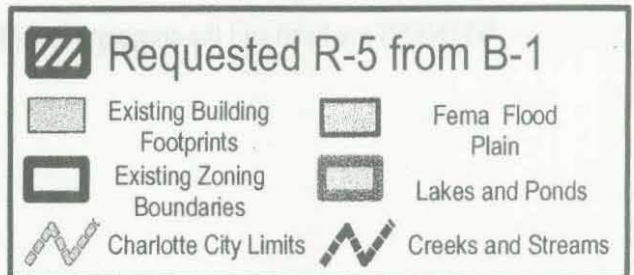 Requested R-5 from B-1
Existing Building
Footprints
Fema Flood
Plain
Existing Zoning
Boundaries
Lakes and Ponds
Charlotte City Limits
Creeks and Streams